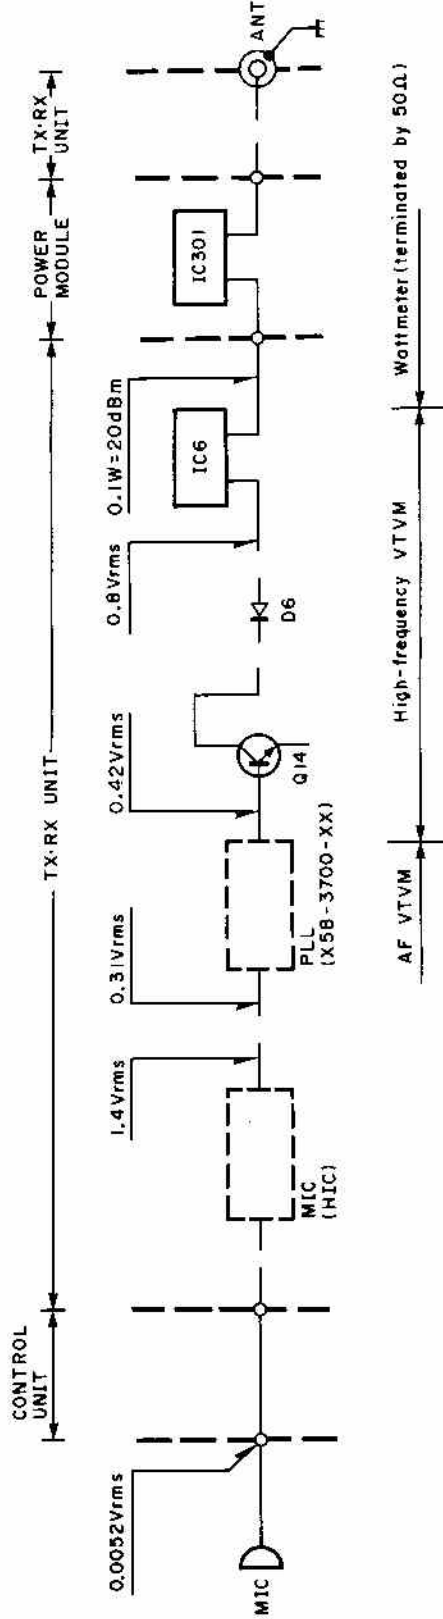 CONTROL
UNIT
TX·RX UNIT
POWER
MODULE
TX·RX
UNIT
0.0052Vrms
1.4Vrms
0.31Vrms
0.42Vrms
0.8Vrms
0.1W=20dBm
MIC
MIC
(HIC)
PLL
(X58-3700-XX)
Q14
D6
IC6
IC301
ANT
AF VTVM
High-frequency VTVM
Wattmeter (terminated by 50Ω)